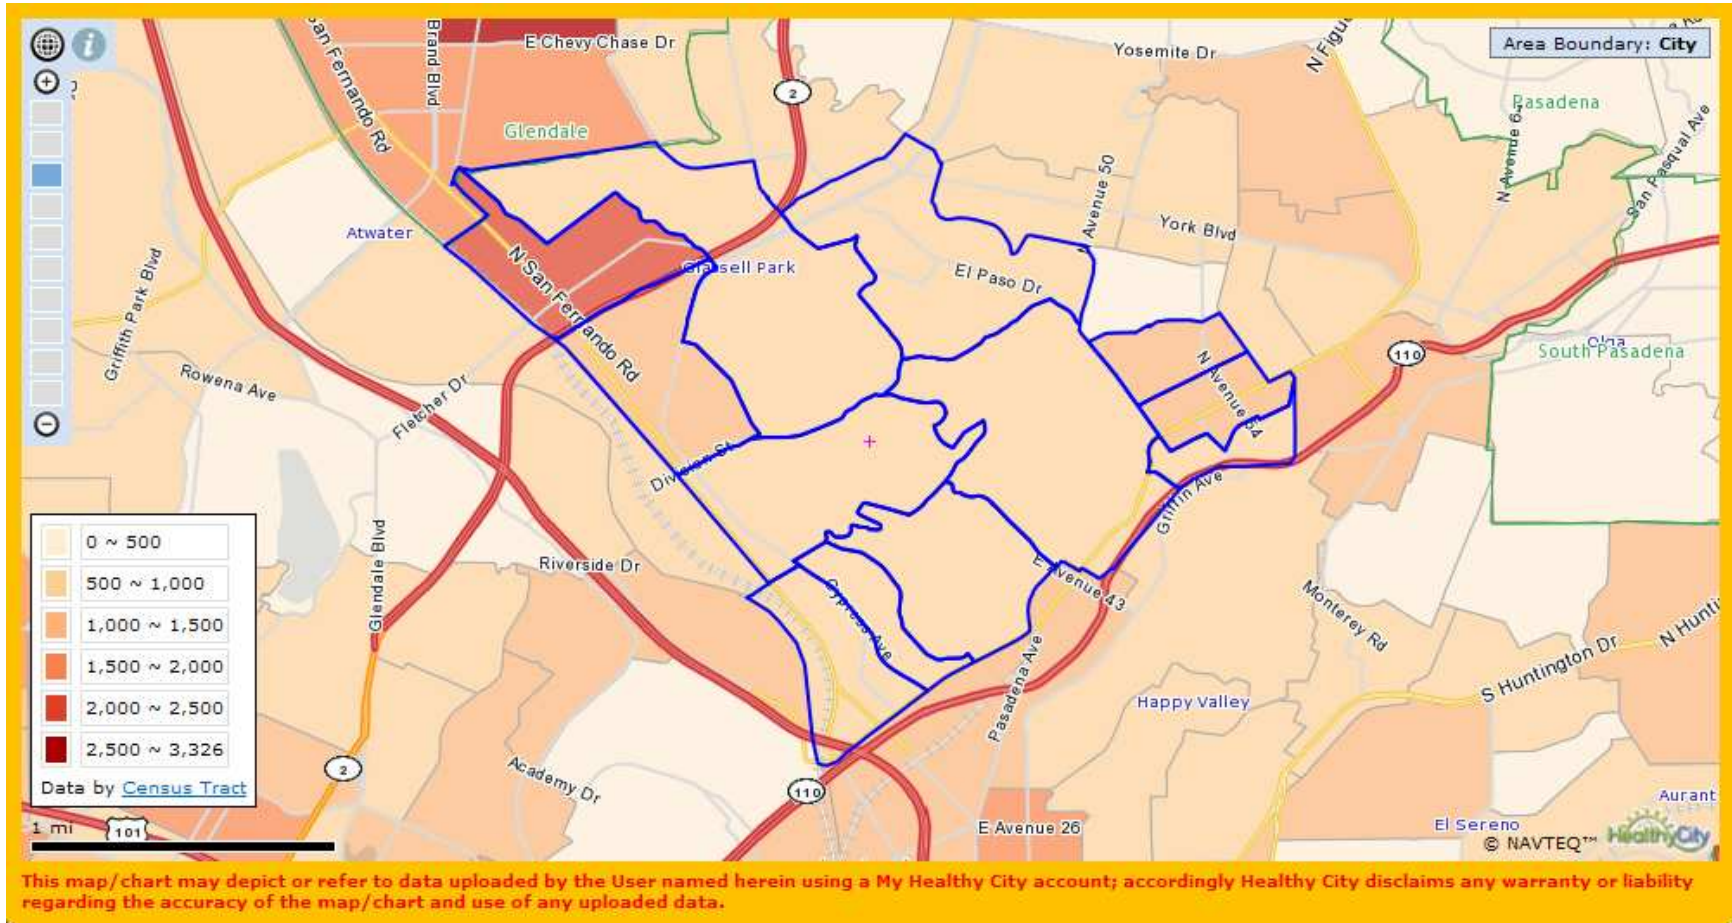 San Fernando Rd
Brand Blvd
E Chevy Chase Dr
2
Yosemite Dr
N Figu
Area Boundary: City
Pasadena
Glendale
N Avenue 64
San Pasqual Ave
N Avenue 50
York Blvd
Atwater
Griffith Park Blvd
N San Fernando Rd
Glassell Park
El Paso Dr
110
Olga
South Pasadena
Rowena Ave
Fletcher Dr
N Avenue 54
Division St
Griffin Ave
0 ~ 500
500 ~ 1,000
1,000 ~ 1,500
1,500 ~ 2,000
2,000 ~ 2,500
2,500 ~ 3,326
Data by Census Tract
Glendale Blvd
Riverside Dr
Cypress Ave
E Avenue 43
Monterey Rd
N Hunti
S Huntington Dr
Pasadena Ave
Happy Valley
2
Academy Dr
110
1 mi
101
E Avenue 26
El Sereno
Aurant
HealthyCity
© NAVTEQ™
This map/chart may depict or refer to data uploaded by the User named herein using a My Healthy City account; accordingly Healthy City disclaims any warranty or liability
regarding the accuracy of the map/chart and use of any uploaded data.